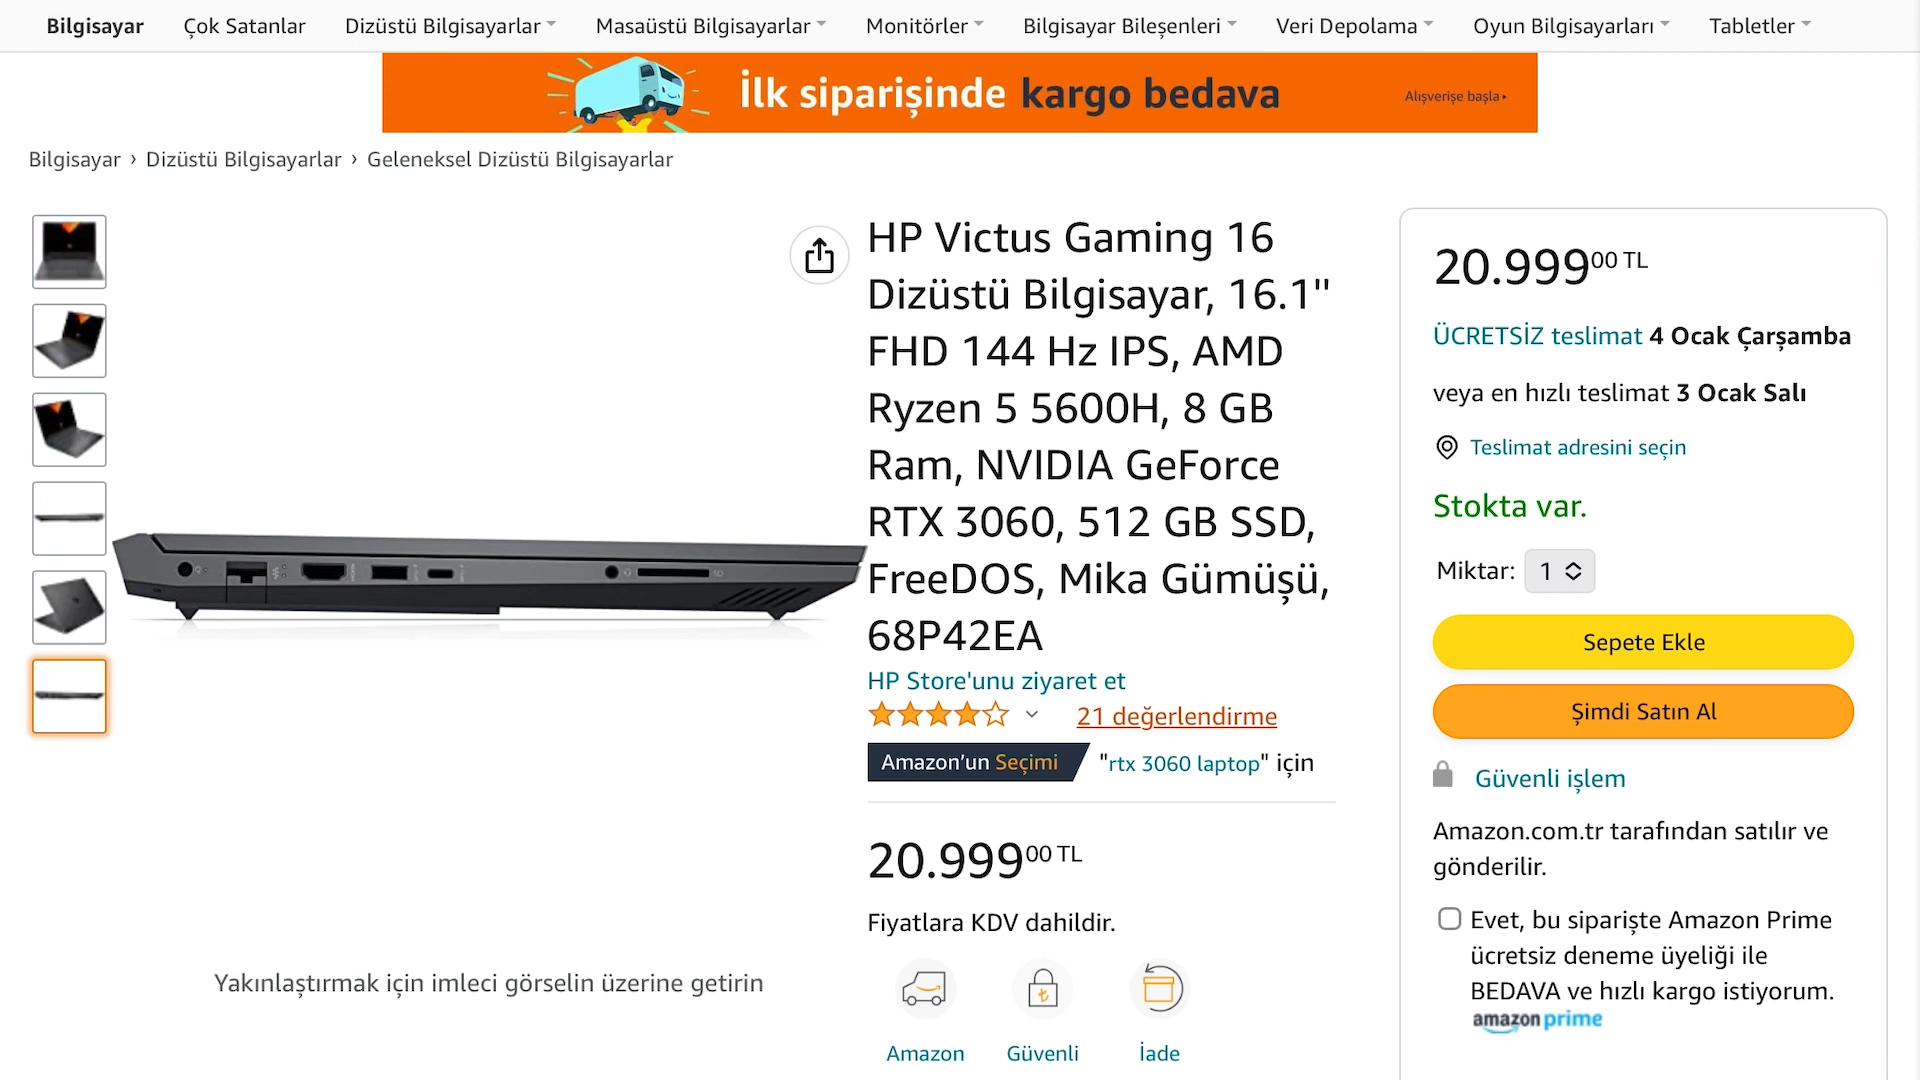 Bilgisayar Çok Satanlar Dizüstü Bilgisayarlar Masaüstü Bilgisayarlar Monitörler Bilgisayar Bileşenleri Veri Depolama Oyun Bilgisayarları Tabletler
İlk siparişinde kargo bedava
Alışverişe başla
Bilgisayar › Dizüstü Bilgisayarlar › Geleneksel Dizüstü Bilgisayarlar
HP Victus Gaming 16
Dizüstü Bilgisayar, 16.1"
FHD 144 Hz IPS, AMD
Ryzen 5 5600H, 8 GB
Ram, NVIDIA GeForce
RTX 3060, 512 GB SSD,
FreeDOS, Mika Gümüşü,
68P42EA
HP Store'unu ziyaret et
21 değerlendirme
Amazon'un Seçimi "rtx 3060 laptop" için
20.99900 TL
Fiyatlara KDV dahildir.
Amazon Güvenli İade
Yakınlaştırmak için imleci görselin üzerine getirin
20.99900 TL
ÜCRETSİZ teslimat 4 Ocak Çarşamba
veya en hızlı teslimat 3 Ocak Salı
Teslimat adresini seçin
Stokta var.
Miktar: 1
Sepete Ekle
Şimdi Satın Al
Güvenli işlem
Amazon.com.tr tarafından satılır ve
gönderilir.
Evet, bu siparişte Amazon Prime
ücretsiz deneme üyeliği ile
BEDAVA ve hızlı kargo istiyorum.
amazon prime